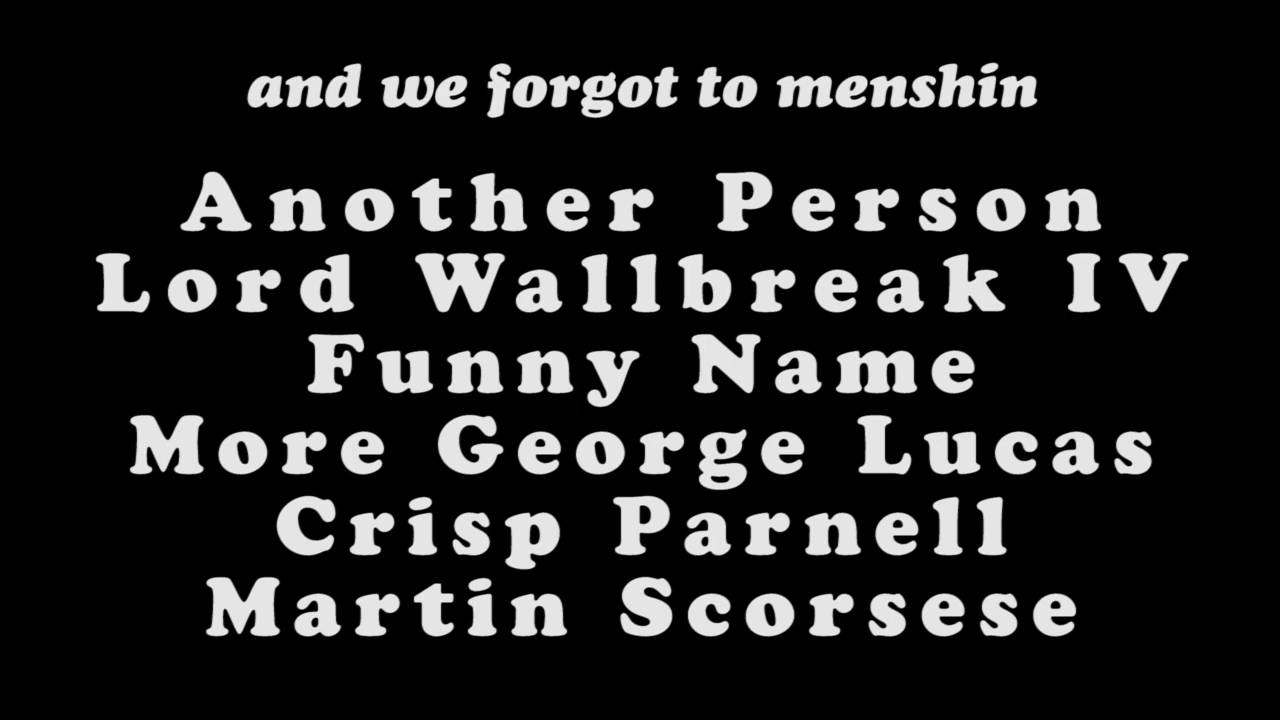 and we forgot to menshin
Another Person
Lord Wallbreak IV
Funny Name
More George Lucas
Crisp Parnell
Martin Scorsese